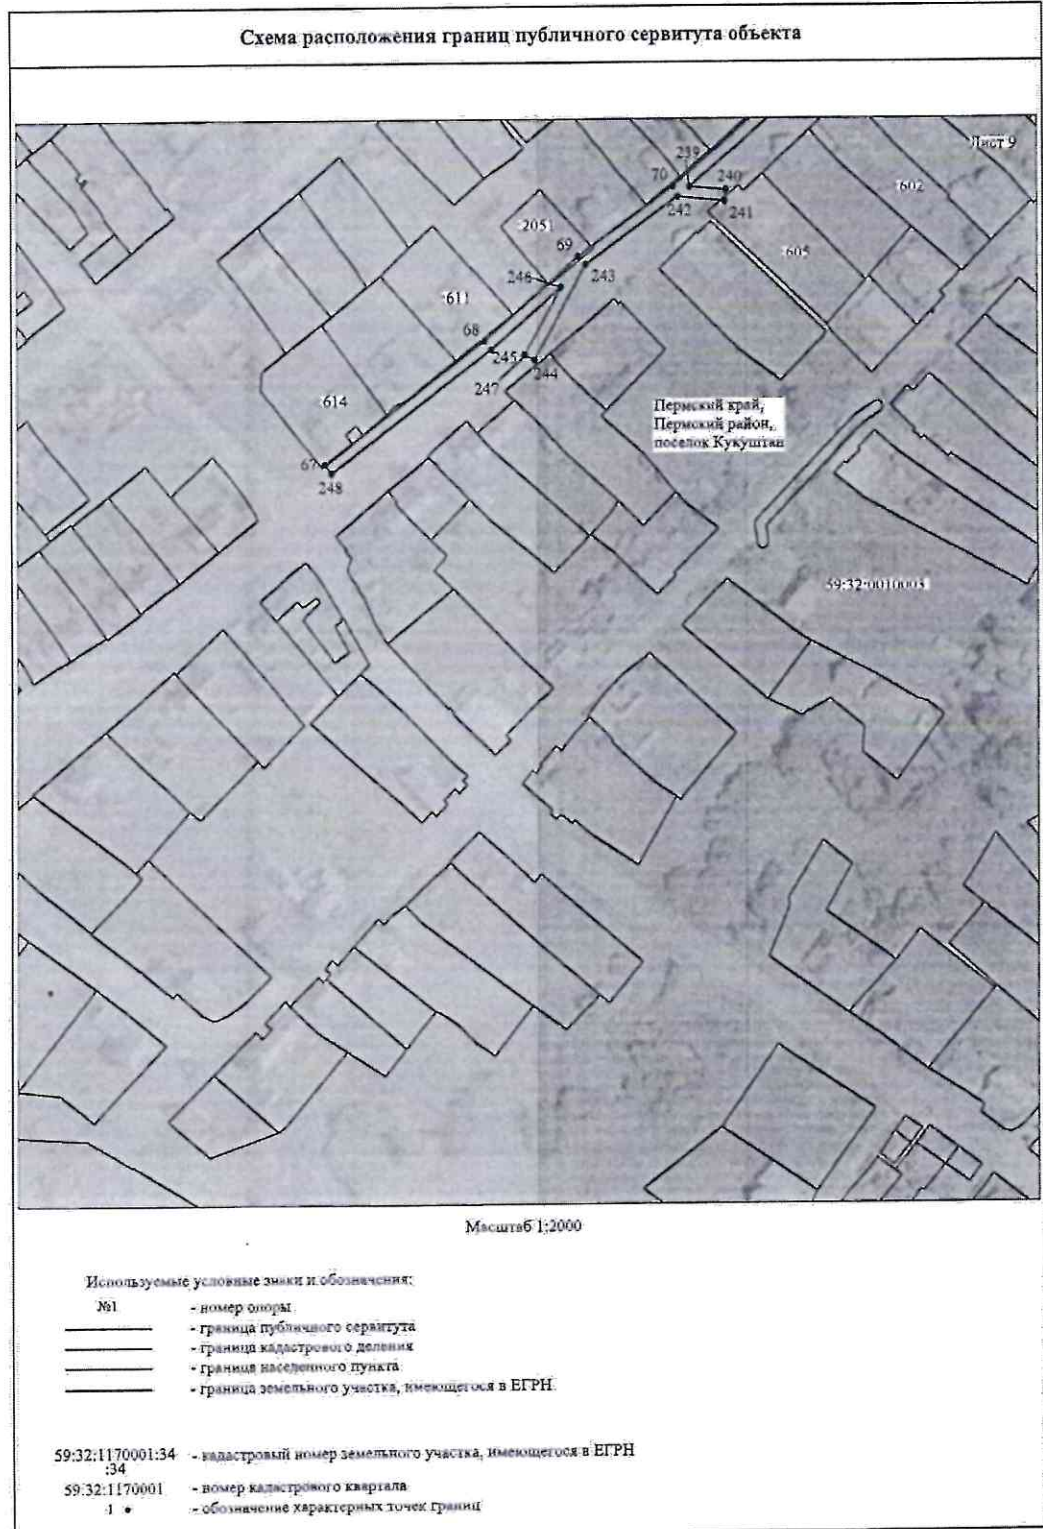 Схема расположения границ публичного сервитута объекта
Лист 9
239
70
240
:602
242
241
2051
:605
69
246
243
:611
68
245
244
247
:614
Пермский край,
Пермский район,
поселок Кукуштан
67
248
59:32:0010003
Масштаб 1:2000
Используемые условные знаки и обозначения:
№1 - номер опоры
- граница публичного сервитута
- граница кадастрового деления
- граница населенного пункта
- граница земельного участка, имеющегося в ЕГРН
59:32:1170001:34 - кадастровый номер земельного участка, имеющегося в ЕГРН
:34
59:32:1170001 - номер кадастрового квартала
1 • - обозначение характерных точек границ